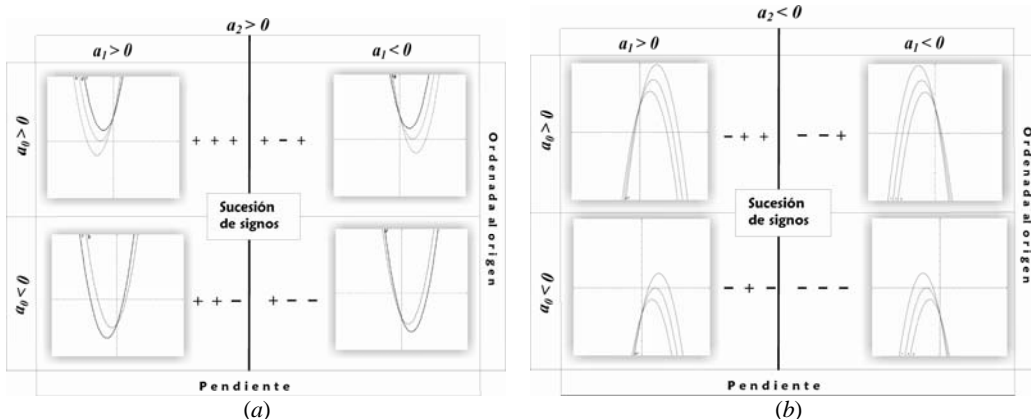 a₂ > 0
a₁ > 0
a₁ < 0
a₀ > 0
+ + +
+ − +
Sucesión
de signos
a₀ < 0
+ + −
+ − −
Ordenada al origen
Pendiente
(a)
a₂ < 0
a₁ > 0
a₁ < 0
a₀ > 0
− + +
− − +
Sucesión
de signos
a₀ < 0
− + −
− − −
Ordenada al origen
Pendiente
(b)